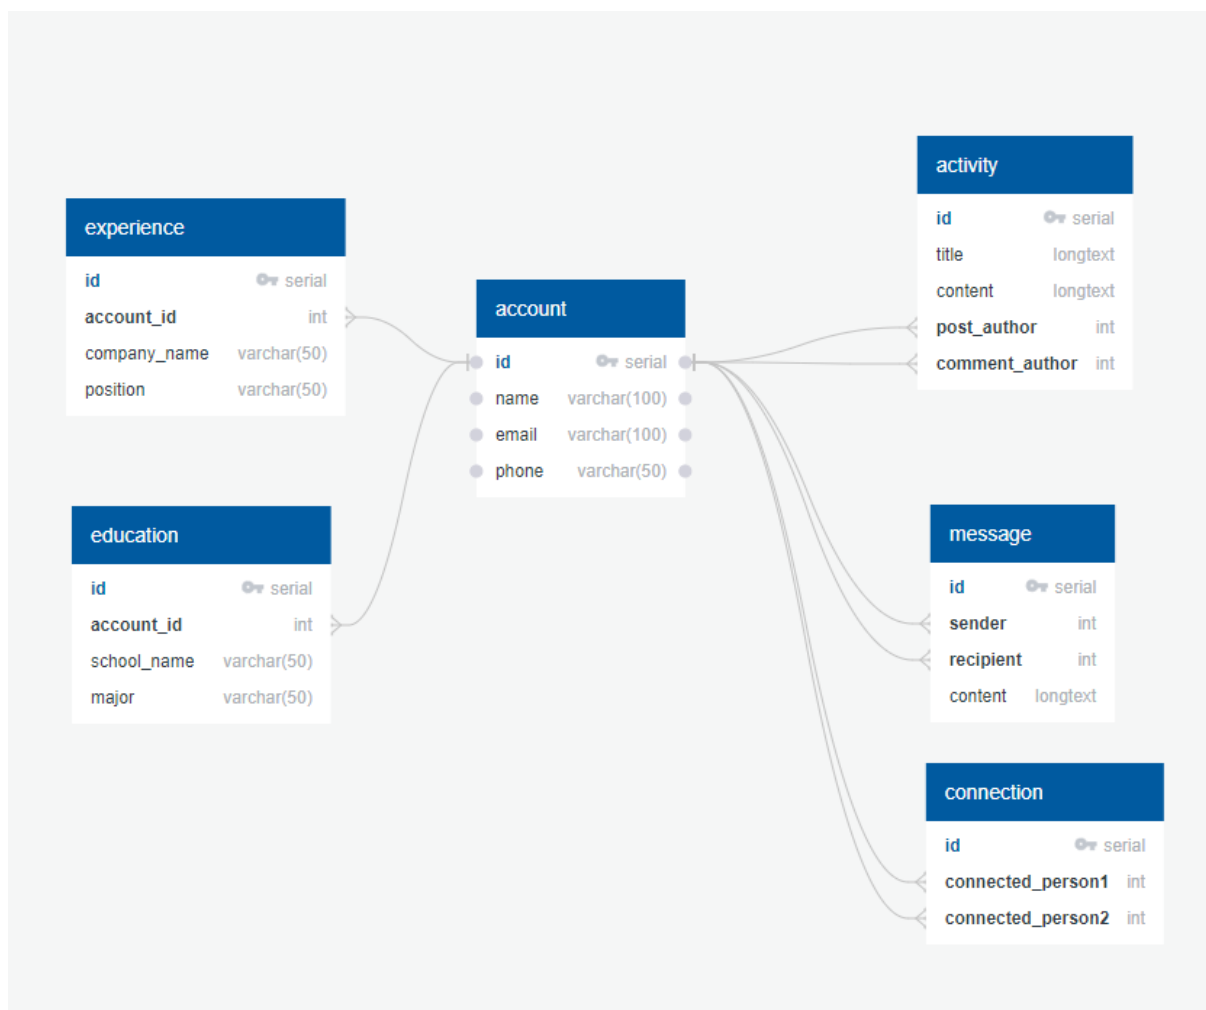 experience
id serial
account_id int
company_name varchar(50)
position varchar(50)
education
id serial
account_id int
school_name varchar(50)
major varchar(50)
account
id serial
name varchar(100)
email varchar(100)
phone varchar(50)
activity
id serial
title longtext
content longtext
post_author int
comment_author int
message
id serial
sender int
recipient int
content longtext
connection
id serial
connected_person1 int
connected_person2 int